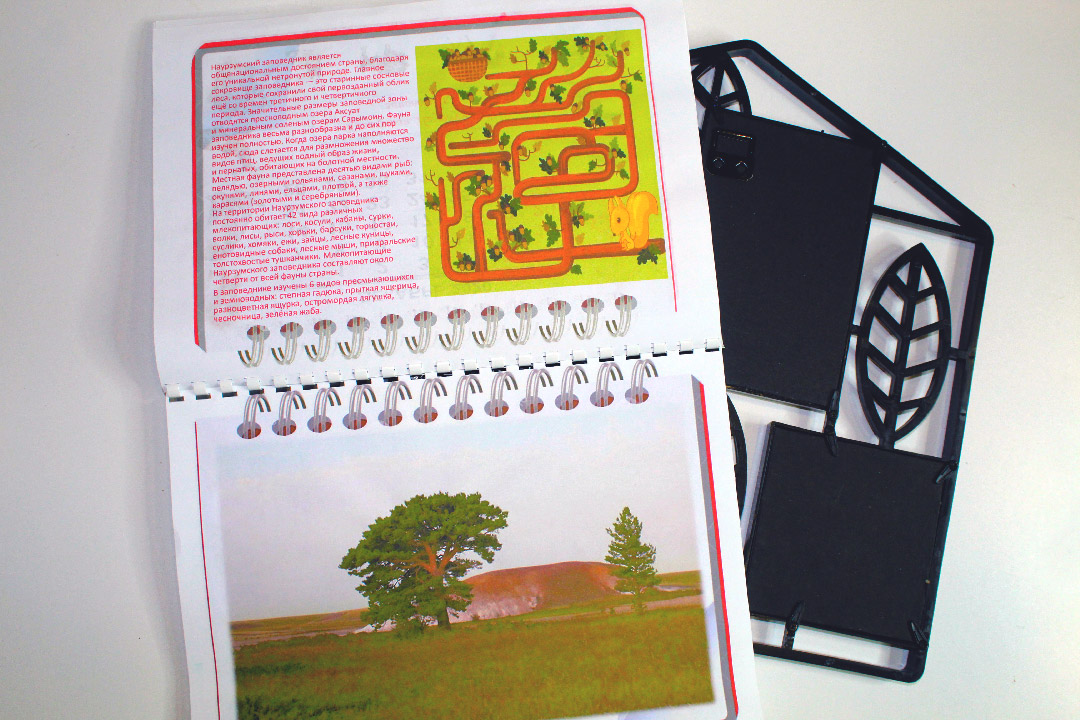 Наурзумский заповедник является
общенациональным достоянием страны, благодаря
его уникальной нетронутой природе. Главное
сокровище заповедника – это старинные сосновые
леса, которые сохранили свой первозданный облик
ещё со времен третичного и четвертичного
периода. Значительные размеры заповедной зоны
отводятся пресноводным озера Аксуат
и минеральным соленым озерам Сарымоин. Фауна
заповедника весьма разнообразна и до сих пор
изучен полностью. Когда озера парка наполняются
водой, сюда слетается для размножения множество
видов птиц, ведущих водный образ жизни,
и пернатых, обитающих на болотной местности.
Местная фауна представлена десятью видами рыб:
пелядью, озерными гольянами, сазанами, щуками,
окунями, линями, ельцами, плотвой, а также
карасями (золотыми и серебряными).
На территории Наурзумского заповедника
постоянно обитает 42 вида различных
млекопитающих: лоси, косули, кабаны, сурки,
волки, лисы, рыси, хорьки, барсуки, горностаи,
суслики, хомяки, ежи, зайцы, лесные куницы,
енотовидные собаки, лесные мыши, приаральские
толстохвостые тушканчики. Млекопитающие
Наурзумского заповедника составляют около
четверти от всей фауны страны.
В заповеднике изучены 6 видов пресмыкающихся
и земноводных: степная гадюка, прыткая ящерица,
разноцветная ящурка, остромордая лягушка,
чесночница, зелёная жаба.